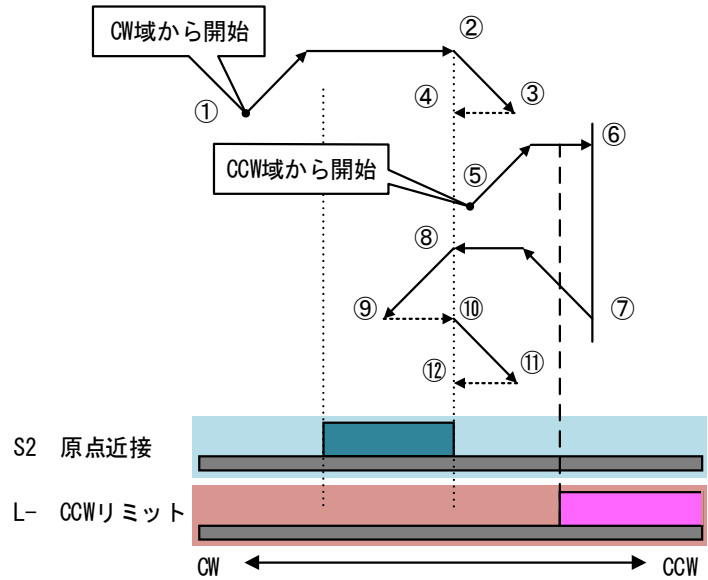 CW域から開始
②
①
④
③
CCW域から開始
⑤
⑥
⑧
⑨
⑩
⑦
⑫
⑪
S2 原点近接
L- CCWリミット
CW
CCW